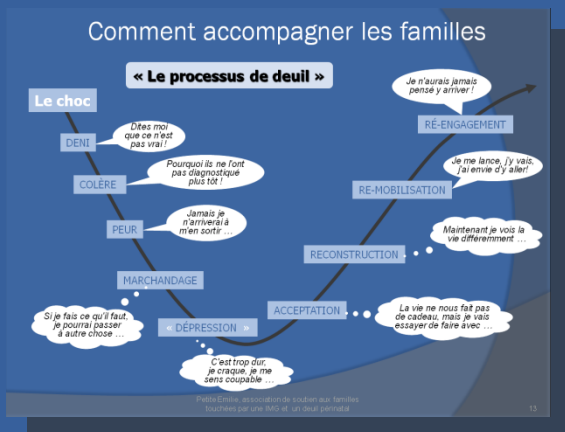 Comment accompagner les familles
« Le processus de deuil »
Le choc
DENI
Dites moi
que ce n'est
pas vrai !
COLÈRE
Pourquoi ils ne l'ont
pas diagnostiqué
plus tôt !
PEUR
Jamais je
n'arriverai à
m'en sortir ...
MARCHANDAGE
Si je fais ce qu'il faut,
je pourrai passer
à autre chose ...
« DÉPRESSION »
C'est trop dur,
je craque, je me
sens coupable ...
ACCEPTATION
La vie ne nous fait pas
de cadeau, mais je vais
essayer de faire avec ...
RECONSTRUCTION
Maintenant je vois la
vie différemment ...
RE-MOBILISATION
Je me lance, j'y vais,
j'ai envie d'y aller!
RÉ-ENGAGEMENT
Je n'aurais jamais
pensé y arriver !
Petite Emilie, association de soutien aux familles
touchées par une IMG et un deuil périnatal
13